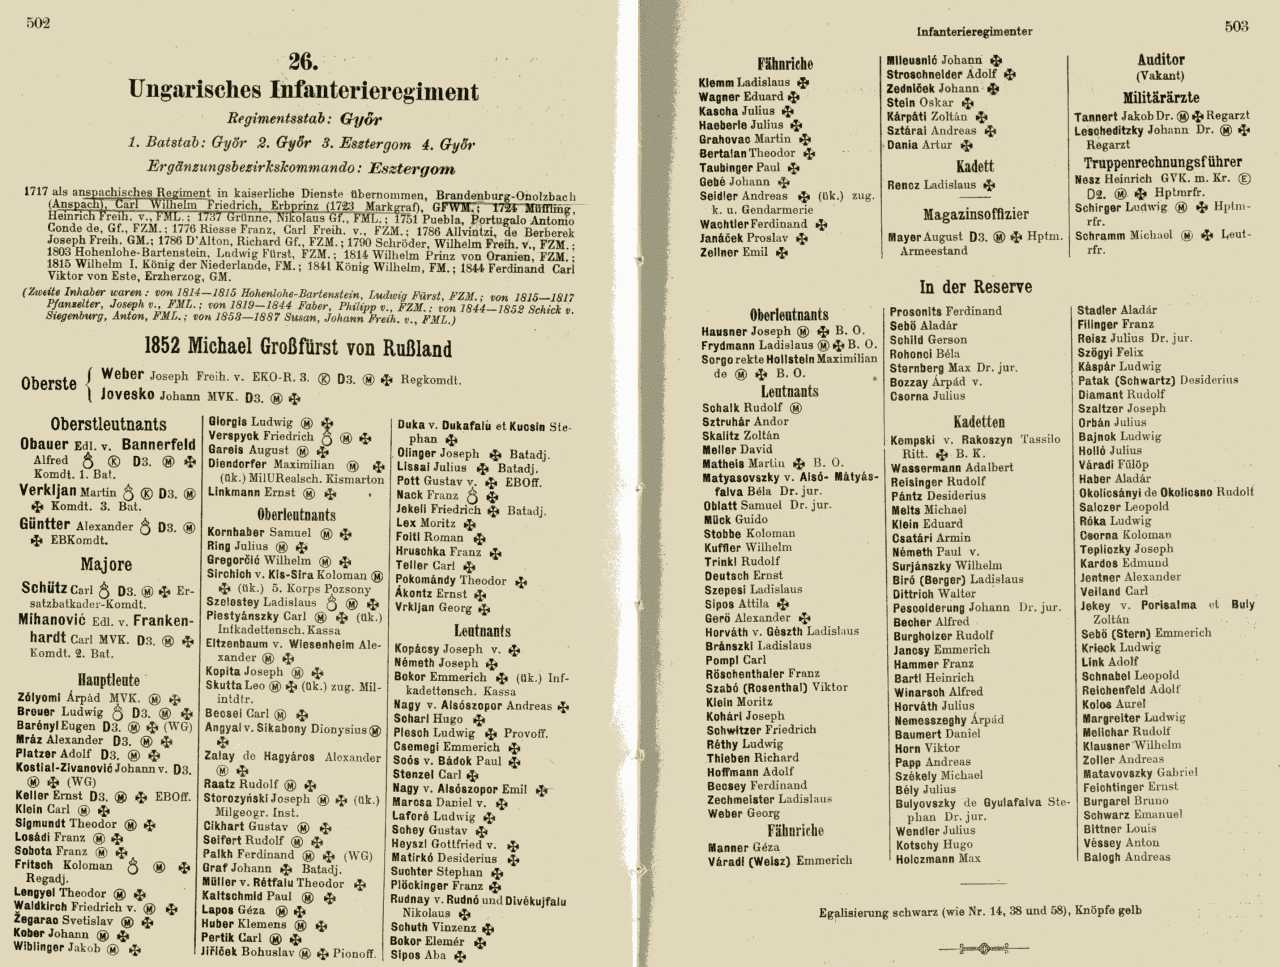 502
26.
Ungarisches Infanterieregiment
Regimentsstab: Győr
1. Batstab: Győr 2. Győr 3. Esztergom 4. Győr
Ergänzungsbezirkskommando: Esztergom
1717 als anspachisches Regiment in kaiserliche Dienste übernommen, Brandenburg-Onolzbach
(Anspach), Carl Wilhelm Friedrich, Erbprinz (1723 Markgraf), GFWM.; 1724 Müffling,
Heinrich Freih. v., FML.; 1737 Grünne, Nikolaus Gf., FML.; 1751 Puebla, Portugalo Antonio
Conde de, Gf., FZM.; 1776 Riesse Franz, Carl Freih. v., FZM.; 1786 Allvintzi, de Berberek
Joseph Freih. GM.; 1786 D'Alton, Richard Gf., FZM.; 1790 Schröder, Wilhelm Freih. v., FZM.;
1803 Hohenlohe-Bartenstein, Ludwig Fürst, FZM.; 1814 Wilhelm Prinz von Oranien, FZM.;
1815 Wilhelm I. König der Niederlande, FM.; 1841 König Wilhelm, FM.; 1844 Ferdinand Carl
Viktor von Este, Erzherzog, GM.
(Zweite Inhaber waren: von 1814—1815 Hohenlohe-Bartenstein, Ludwig Fürst, FZM.; von 1815—1817
Pfanzelter, Joseph v., FML.; von 1819—1844 Faber, Philipp v., FZM.; von 1844—1852 Schick v.
Siegenburg, Anton, FML.; von 1853—1887 Susan, Johann Freih. v., FML.)
1852 Michael Großfürst von Rußland
Oberste
Weber Joseph Freih. v. EKO-R. 3. Ⓚ D3. Ⓜ ✠ Regkomdt.
Jovesko Johann MVK. D3. Ⓜ ✠
Oberstleutnants
Obauer Edl. v. Bannerfeld
Alfred Ⓚ D3. Ⓜ ✠
Komdt. 1. Bat.
Verkljan Martin Ⓚ D3. Ⓜ
✠ Komdt. 3. Bat.
Güntter Alexander D3. Ⓜ
✠ EBKomdt.
Majore
Schütz Carl D3. Ⓜ ✠ Er-
satzbatkader-Komdt.
Mihanović Edl. v. Franken-
hardt Carl MVK. D3. Ⓜ ✠
Komdt. 2. Bat.
Hauptleute
Zólyomi Árpád MVK. Ⓜ ✠
Breuer Ludwig D3. Ⓜ ✠
Barényi Eugen D3. Ⓜ ✠ (WG)
Mráz Alexander D3. Ⓜ ✠
Platzer Adolf D3. Ⓜ ✠
Kostial-Zivanović Johann v. D3.
Ⓜ ✠ (WG)
Keller Ernst D3. Ⓜ ✠ EBOff.
Klein Carl Ⓜ ✠
Sigmundt Theodor Ⓜ ✠
Losádi Franz Ⓜ ✠
Sobota Franz Ⓜ ✠
Fritsch Koloman Ⓜ ✠
Regadj.
Lengyel Theodor Ⓜ ✠
Waldkirch Friedrich v. Ⓜ ✠
Žegarac Svetislav Ⓜ ✠
Kober Johann Ⓜ ✠
Wiblinger Jakob Ⓜ ✠
Giorgis Ludwig Ⓜ ✠
Verspyck Friedrich Ⓜ ✠
Gareis August Ⓜ ✠
Diendorfer Maximilian Ⓜ ✠
(ük.) MilURealsch. Kismarton
Linkmann Ernst Ⓜ ✠
Oberleutnants
Kornhaber Samuel Ⓜ ✠
Ring Julius Ⓜ ✠
Gregorčić Wilhelm Ⓜ ✠
Sirchich v. Kis-Sira Koloman Ⓜ
✠ (ük.) 5. Korps Pozsony
Szelestey Ladislaus Ⓜ ✠
Piestyánszky Carl Ⓜ ✠ (ük.)
Infkadettensch. Kassa
Eltzenbaum v. Wiesenheim Ale-
xander Ⓜ ✠
Kopita Joseph Ⓜ ✠
Skutta Leo Ⓜ ✠ (ük.) zug. Mil-
intdtr.
Becsei Carl Ⓜ ✠
Angyal v. Sikabony Dionysius Ⓜ
✠
Zalay de Hagyáros Alexander
Ⓜ ✠
Raatz Rudolf Ⓜ ✠
Storozyński Joseph Ⓜ ✠ (ük.)
Milgeogr. Inst.
Cikhart Gustav Ⓜ ✠
Seifert Rudolf Ⓜ ✠
Palkh Ferdinand Ⓜ ✠ (WG)
Graf Johann ✠ Batadj.
Müller v. Rétfalu Theodor ✠
Kaltschmid Paul Ⓜ ✠
Lapos Géza Ⓜ ✠
Huber Klemens Ⓜ ✠
Pertik Carl Ⓜ ✠
Jiříček Bohuslav Ⓜ ✠ Pionoff.
Duka v. Dukafalu et Kucsin Ste-
phan ✠
Olinger Joseph ✠ Batadj.
Lissai Julius ✠ Batadj.
Pott Gustav v. ✠ EBOff.
Nack Franz ✠
Jekeli Friedrich ✠ Batadj.
Lex Moritz ✠
Foitl Roman ✠
Hruschka Franz ✠
Teller Carl ✠
Pokomándy Theodor ✠
Ákontz Ernst ✠
Vrkljan Georg ✠
Leutnants
Kopácsy Joseph v. ✠
Németh Joseph ✠
Bokor Emmerich ✠ (ük.) Inf-
kadettensch. Kassa
Nagy v. Alsószopor Andreas ✠
Scharl Hugo ✠
Plesch Ludwig ✠ Provoff.
Csemegi Emmerich ✠
Soós v. Bádok Paul ✠
Stenzel Carl ✠
Nagy v. Alsószopor Emil ✠
Marcsa Daniel v. ✠
Laforé Ludwig ✠
Schey Gustav ✠
Heyszl Gottfried v. ✠
Matirkó Desiderius ✠
Suchter Stephan ✠
Plöckinger Franz ✠
Rudnay v. Rudnó und Divékujfalu
Nikolaus ✠
Schuth Vinzenz ✠
Bokor Elemér ✠
Sipos Aba ✠
Infanterieregimenter
503
Fähnriche
Klemm Ladislaus ✠
Wagner Eduard ✠
Kascha Julius ✠
Haeberle Julius ✠
Grahovac Martin ✠
Bertalan Theodor ✠
Taubinger Paul ✠
Gebé Johann ✠
Seidler Andreas ✠ (ük.) zug.
k. u. Gendarmerie
Wachtler Ferdinand ✠
Janáček Proslav ✠
Zellner Emil ✠
Mileusnić Johann ✠
Stroschneider Adolf ✠
Zedniček Johann ✠
Stein Oskar ✠
Kárpáti Zoltán ✠
Sztárai Andreas ✠
Dania Artur ✠
Kadett
Rencz Ladislaus ✠
Magazinsoffizier
Mayer August D3. Ⓜ ✠ Hptm.
Armeestand
Auditor
(Vakant)
Militärärzte
Tannert Jakob Dr. Ⓜ ✠ Regarzt
Lescheditzky Johann Dr. Ⓜ ✠
Regarzt
Truppenrechnungsführer
Nesz Heinrich GVK. m. Kr. Ⓔ
D2. Ⓜ ✠ Hptmrfr.
Schirger Ludwig Ⓜ ✠ Hptm-
rfr.
Schramm Michael Ⓜ ✠ Leut-
rfr.
In der Reserve
Oberleutnants
Hausner Joseph Ⓜ ✠ B. O.
Frydmann Ladislaus Ⓜ ✠ B. O.
Sorgo rekte Hollstein Maximilian
de Ⓜ ✠ B. O.
Leutnants
Schalk Rudolf Ⓜ
Sztruhár Andor
Skalitz Zoltán
Meller David
Matheis Martin ✠ B. O.
Matyasovszky v. Alsó- Mátyás-
falva Béla Dr. jur.
Oblatt Samuel Dr. jur.
Mück Guido
Stobbe Koloman
Kuffler Wilhelm
Trinkl Rudolf
Deutsch Ernst
Szepesi Ladislaus
Sipos Attila ✠
Gerö Alexander ✠
Horváth v. Gészth Ladislaus
Bránszki Ladislaus
Pompl Carl
Röschenthaler Franz
Szabó (Rosenthal) Viktor
Klein Moritz
Kohári Joseph
Schwitzer Friedrich
Réthy Ludwig
Thieben Richard
Hoffmann Adolf
Becsey Ferdinand
Zechmeister Ladislaus
Weber Georg
Fähnriche
Manner Géza
Váradi (Weisz) Emmerich
Prosonits Ferdinand
Sebö Aladár
Schild Gerson
Rohonci Béla
Sternberg Max Dr. jur.
Bozzay Árpád v.
Csorna Julius
Kadetten
Kempski v. Rakoszyn Tassilo
Ritt. ✠ B. K.
Wassermann Adalbert
Reisinger Rudolf
Pántz Desiderius
Melts Michael
Klein Eduard
Csatári Armin
Németh Paul v.
Surjánszky Wilhelm
Biró (Berger) Ladislaus
Dittrich Walter
Pescolderung Johann Dr. jur.
Becher Alfred
Burgholzer Rudolf
Jancsy Emmerich
Hammer Franz
Bartl Heinrich
Winarsch Alfred
Horváth Julius
Nemesszeghy Árpád
Baumert Daniel
Horn Viktor
Papp Andreas
Székely Michael
Bély Julius
Bulyovszky de Gyulafalva Ste-
phan Dr. jur.
Wendler Julius
Kotschy Hugo
Holczmann Max
Stadler Aladár
Filinger Franz
Reisz Julius Dr. jur.
Szögyi Felix
Káspár Ludwig
Patak (Schwartz) Desiderius
Diamant Rudolf
Szaltzer Joseph
Orbán Julius
Bajnok Ludwig
Holló Julius
Váradi Fülöp
Haber Aladár
Okolicsányi de Okolicsno Rudolf
Salczer Leopold
Róka Ludwig
Csorna Koloman
Tepliczky Joseph
Kardos Edmund
Jentner Alexander
Veiland Carl
Jekey v. Porisalma et Buly
Zoltán
Sebö (Stern) Emmerich
Krieck Ludwig
Link Adolf
Schnabel Leopold
Reichenfeld Adolf
Kolos Aurel
Margreiter Ludwig
Melichar Rudolf
Klausner Wilhelm
Zoller Andreas
Matavovszky Gabriel
Feichtinger Ernst
Burgarel Bruno
Schwarz Emanuel
Bittner Louis
Véssey Anton
Balogh Andreas
Egalisierung schwarz (wie Nr. 14, 38 und 58), Knöpfe gelb